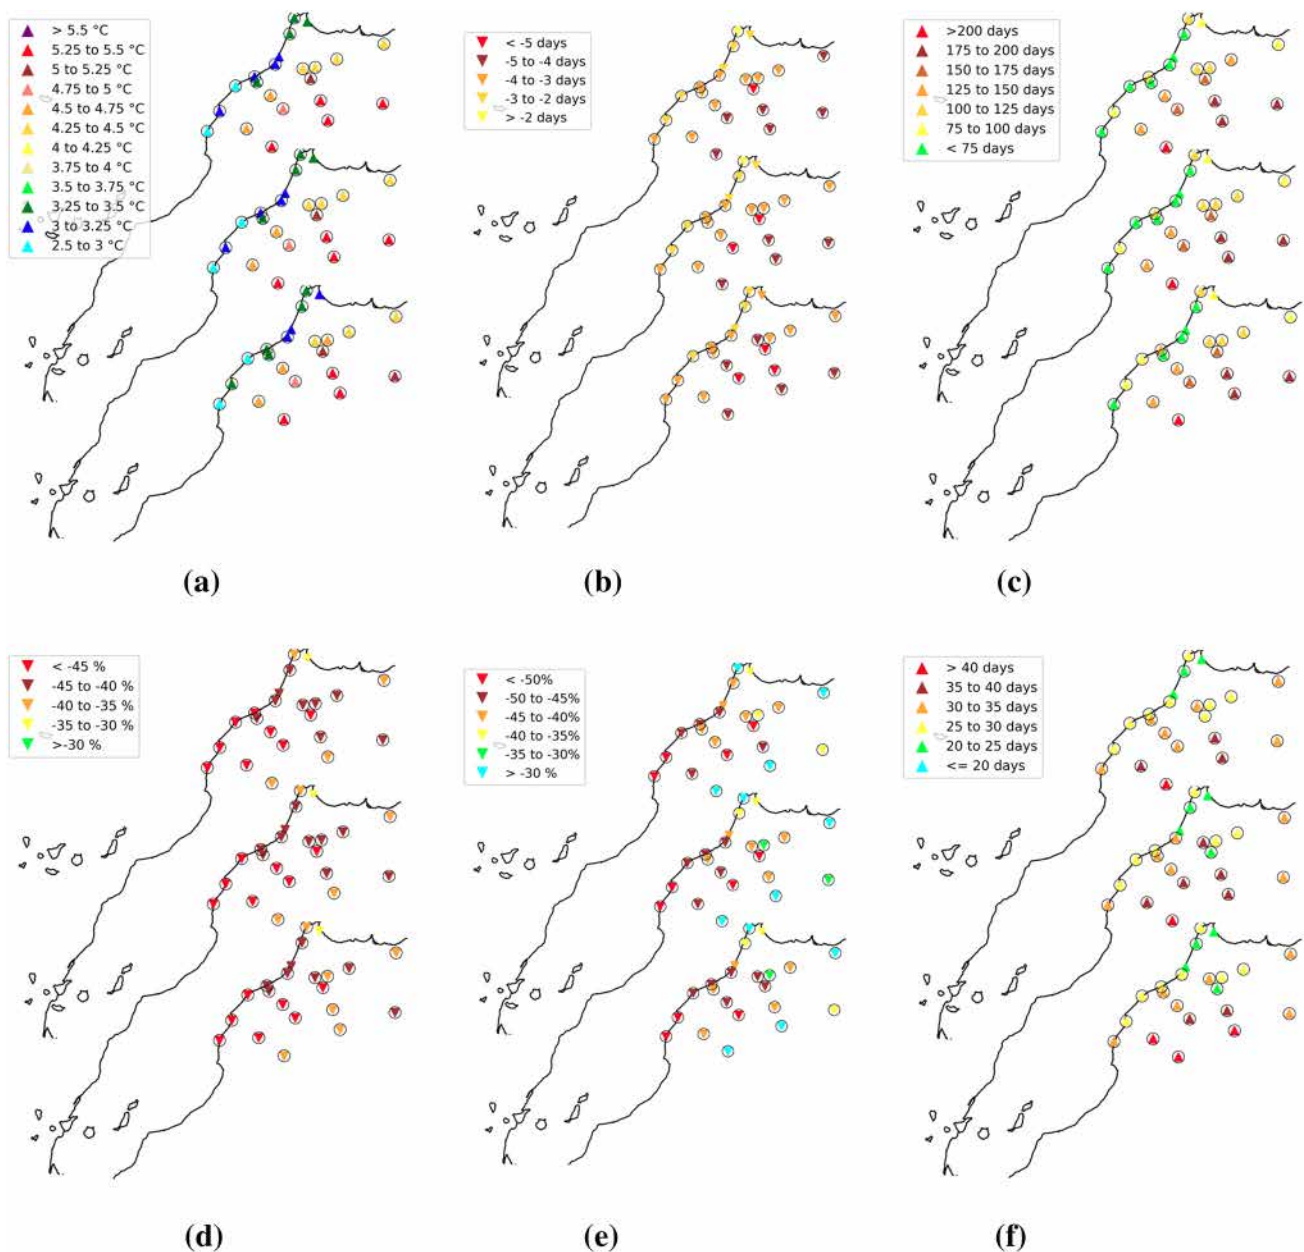 > 5.5 °C
5.25 to 5.5 °C
5 to 5.25 °C
4.75 to 5 °C
4.5 to 4.75 °C
4.25 to 4.5 °C
4 to 4.25 °C
3.75 to 4 °C
3.5 to 3.75 °C
3.25 to 3.5 °C
3 to 3.25 °C
2.5 to 3 °C
(a)
< -5 days
-5 to -4 days
-4 to -3 days
-3 to -2 days
> -2 days
(b)
>200 days
175 to 200 days
150 to 175 days
125 to 150 days
100 to 125 days
75 to 100 days
< 75 days
(c)
< -45 %
-45 to -40 %
-40 to -35 %
-35 to -30 %
>-30 %
(d)
< -50%
-50 to -45%
-45 to -40%
-40 to -35%
-35 to -30%
> -30 %
(e)
> 40 days
35 to 40 days
30 to 35 days
25 to 30 days
20 to 25 days
<= 20 days
(f)